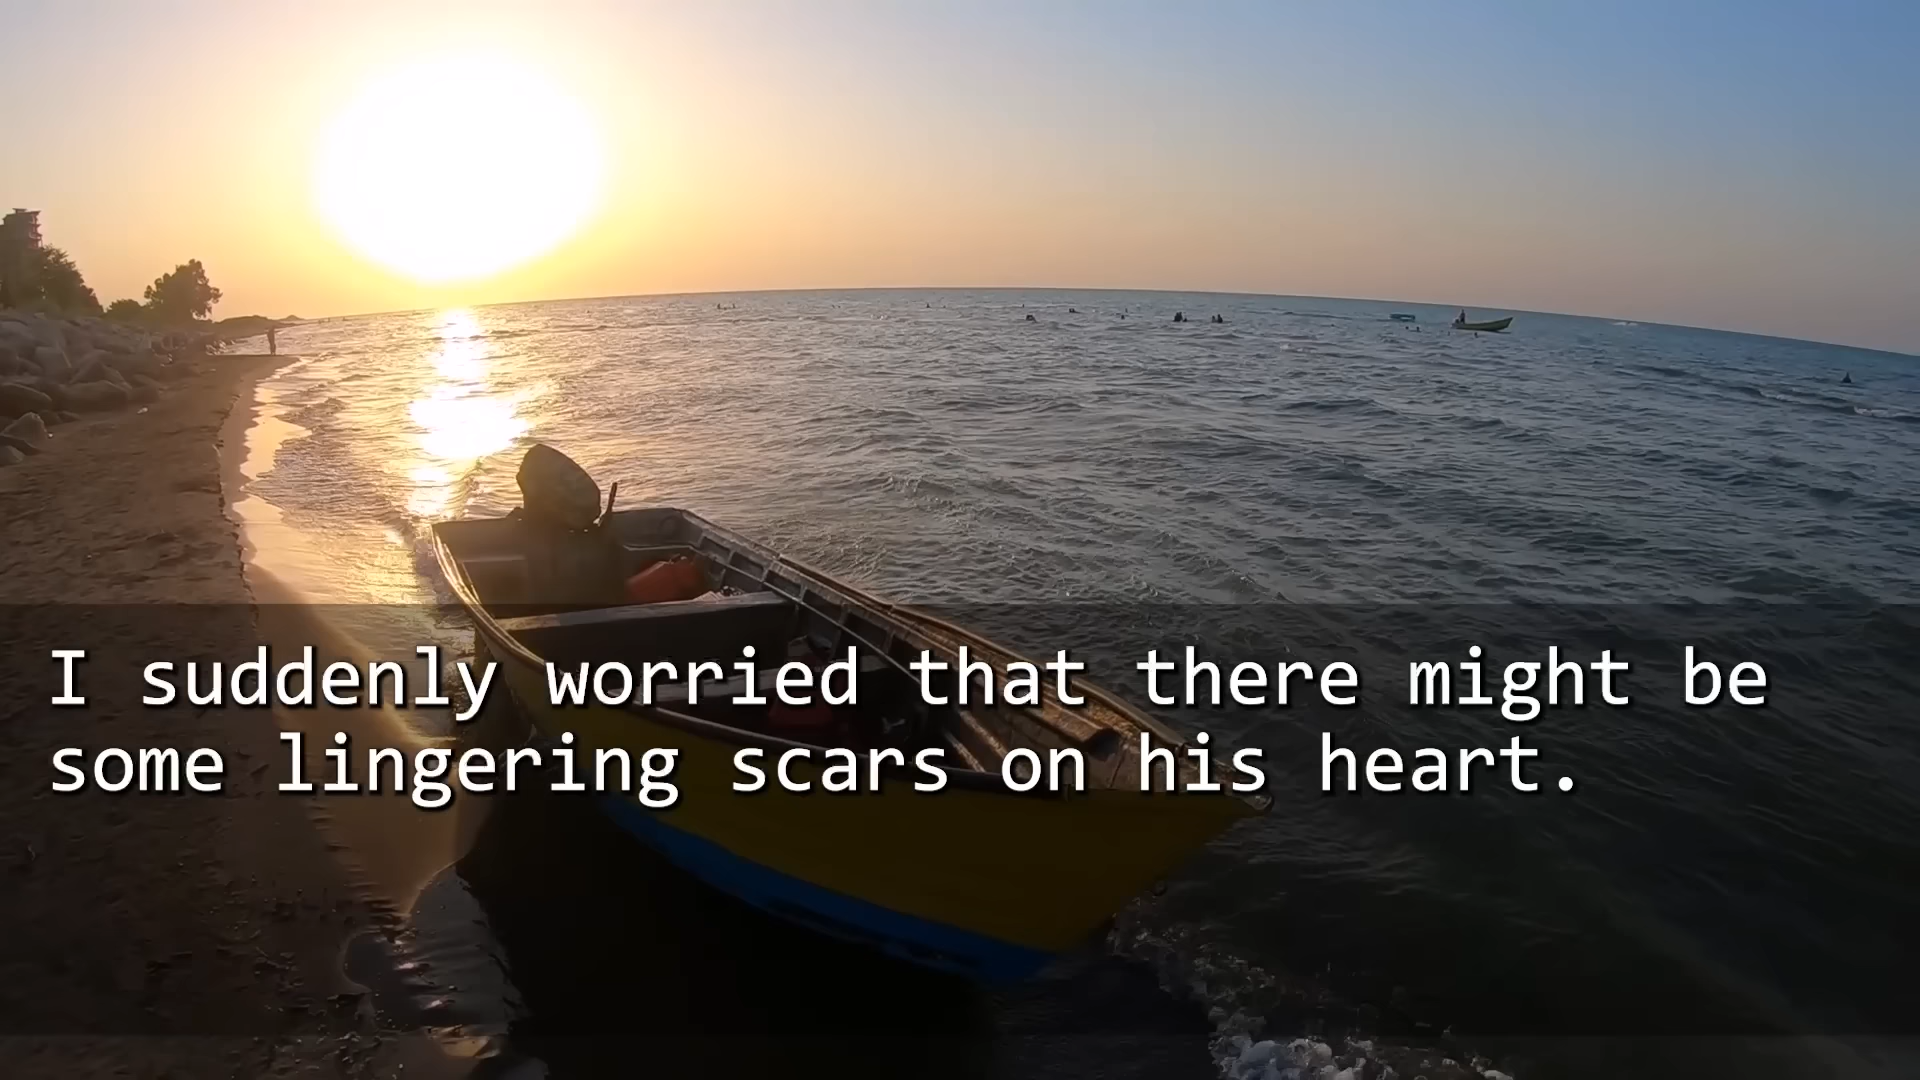 I suddenly worried that there might be
some lingering scars on his heart.